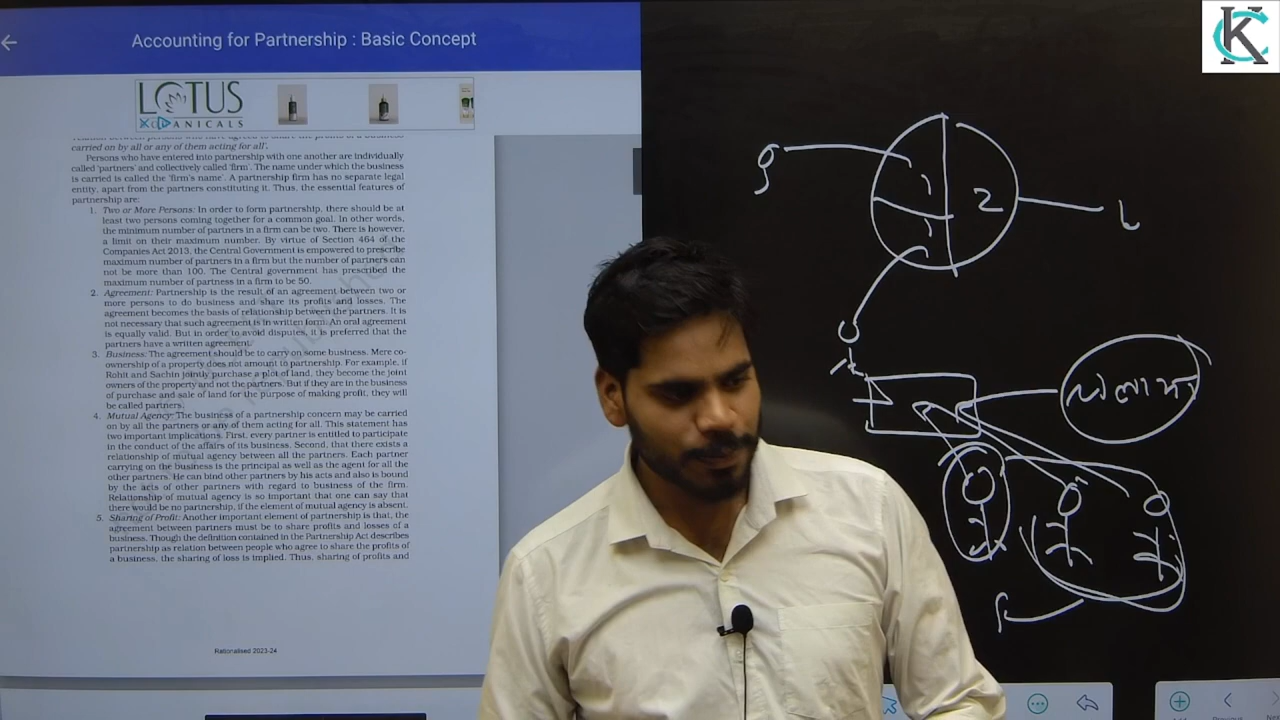 Accounting for Partnership : Basic Concept
LOTUS
BOTANICALS
carried on by all or any of them acting for all'.
Persons who have entered into partnership with one another are individually
called 'partners' and collectively called 'firm'. The name under which the business
is carried is called the 'firm's name'. A partnership firm has no separate legal
entity, apart from the partners constituting it. Thus, the essential features of
partnership are:
1. Two or More Persons: In order to form partnership, there should be at
least two persons coming together for a common goal. In other words,
the minimum number of partners in a firm can be two. There is however,
a limit on their maximum number. By virtue of Section 464 of the
Companies Act 2013, the Central Government is empowered to prescribe
maximum number of partners in a firm but the number of partners can
not be more than 100. The Central government has prescribed the
maximum number of partness in a firm to be 50.
2. Agreement: Partnership is the result of an agreement between two or
more persons to do business and share its profits and losses. The
agreement becomes the basis of relationship between the partners. It is
not necessary that such agreement is in written form. An oral agreement
is equally valid. But in order to avoid disputes, it is preferred that the
partners have a written agreement.
3. Business: The agreement should be to carry on some business. Mere co-
ownership of a property does not amount to partnership. For example, if
Rohit and Sachin jointly purchase a plot of land, they become the joint
owners of the property and not the partners. But if they are in the business
of purchase and sale of land for the purpose of making profit, they will
be called partners.
4. Mutual Agency: The business of a partnership concern may be carried
on by all the partners or any of them acting for all. This statement has
two important implications. First, every partner is entitled to participate
in the conduct of the affairs of its business. Second, that there exists a
relationship of mutual agency between all the partners. Each partner
carrying on the business is the principal as well as the agent for all the
other partners. He can bind other partners by his acts and also is bound
by the acts of other partners with regard to business of the firm.
Relationship of mutual agency is so important that one can say that
there would be no partnership, if the element of mutual agency is absent.
5. Sharing of Profit: Another important element of partnership is that, the
agreement between partners must be to share profits and losses of a
business. Though the definition contained in the Partnership Act describes
partnership as relation between people who agree to share the profits of
a business, the sharing of loss is implied. Thus, sharing of profits and
Rationalised 2023-24
KC
1
2
1